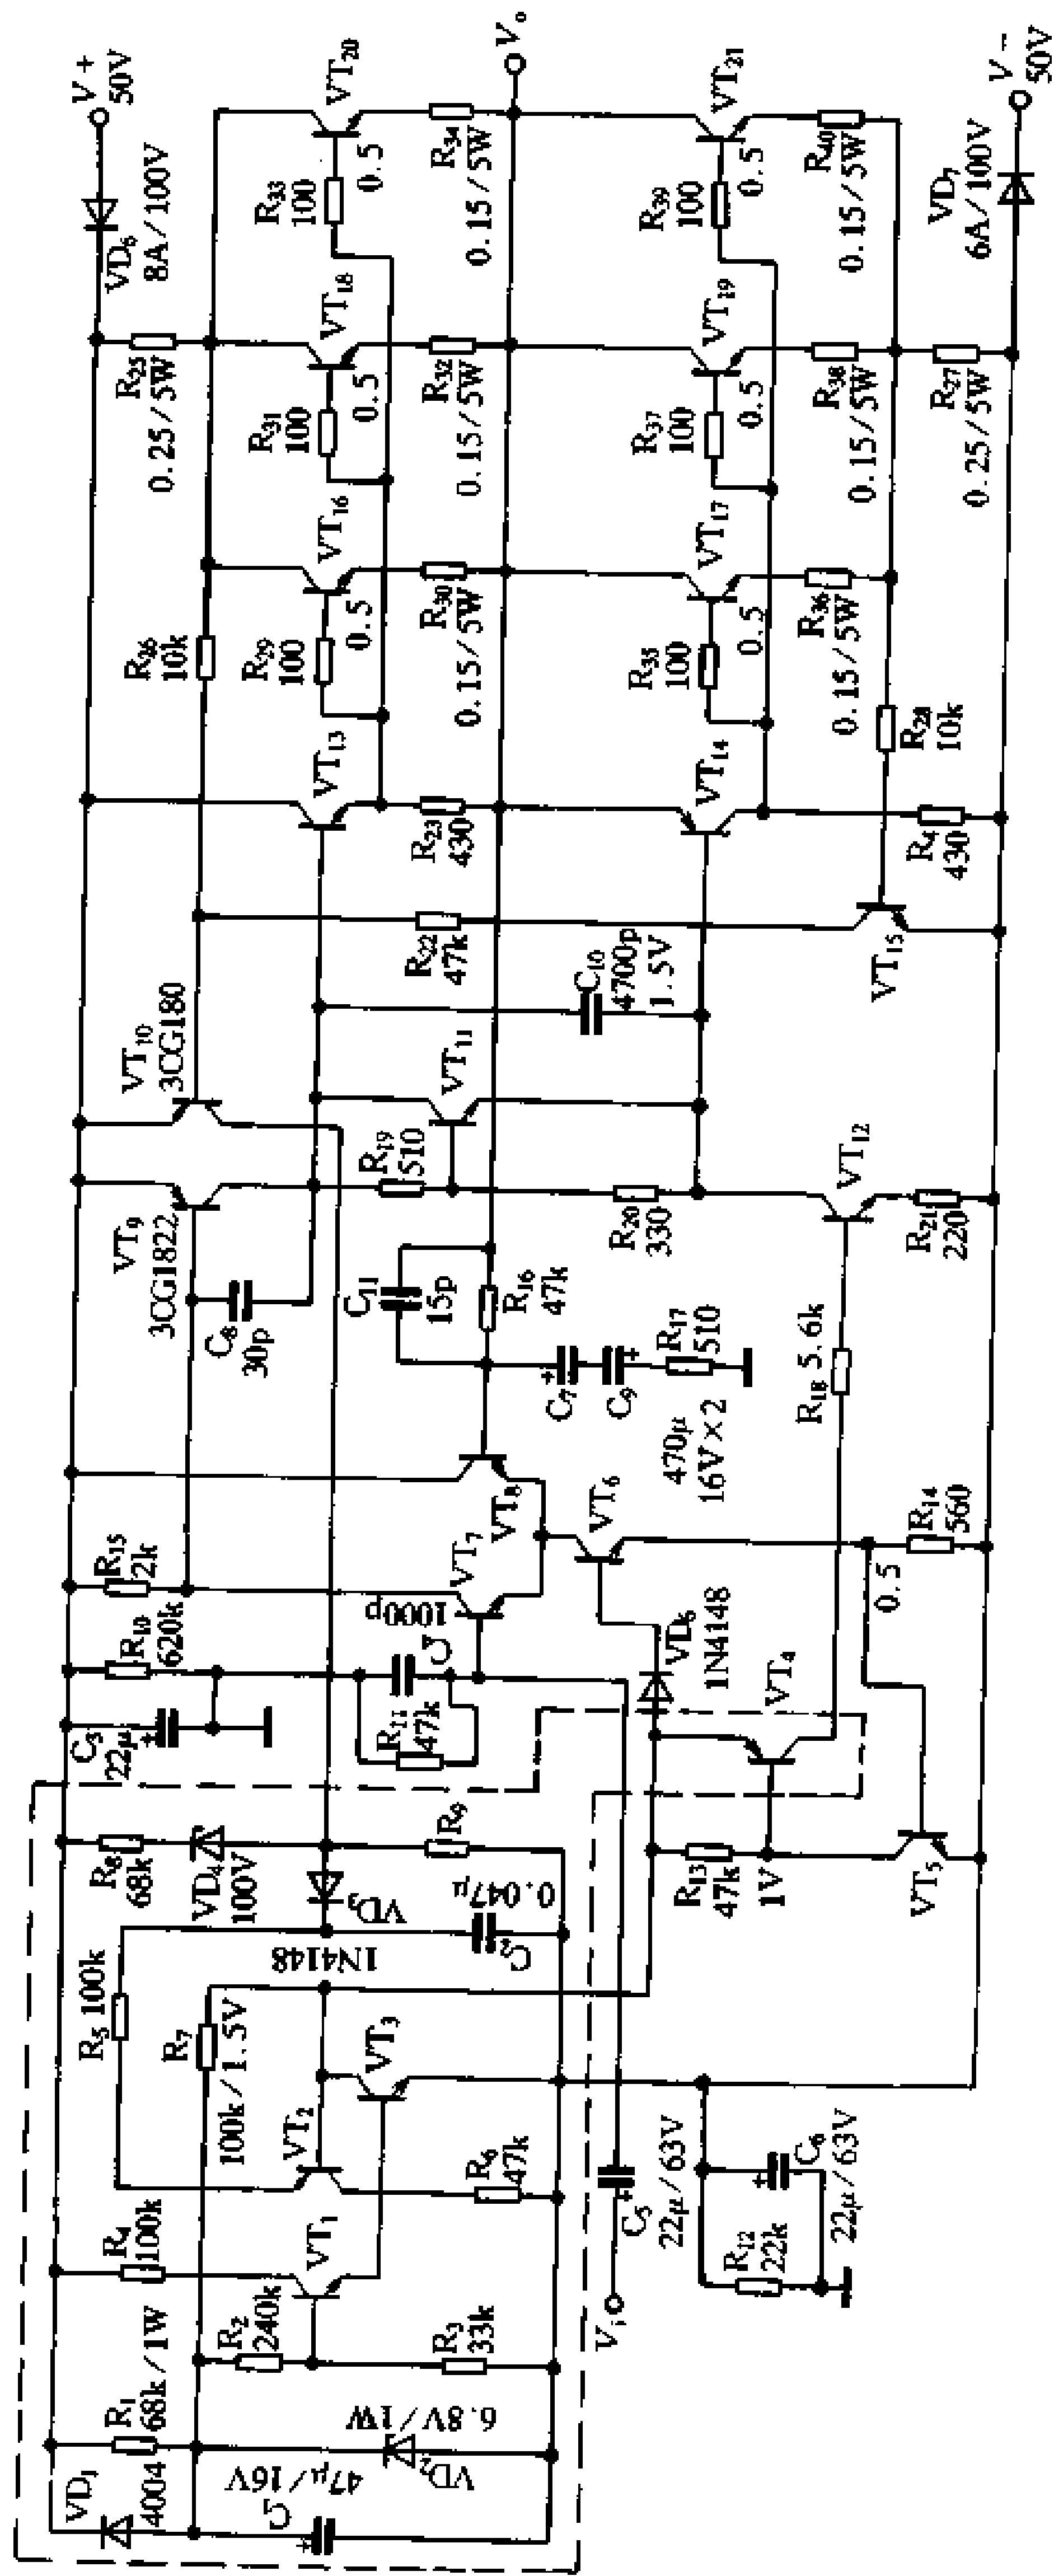 VD₁
4004
R₁
68k/1W
C₁
47μ/16V
VD₂
6.8V/1W
R₂
240k
R₃
33k
R₄
100k
VT₁
VT₂
VT₃
R₅ 100k
R₆
47k
R₇
100k/1.5V
R₈
68k
VD₄
100V
VD₃
1N4148
C₂
0.047μ
R₉
Vᵢ
C₅
22μ/63V
R₁₂
22k
C₆
22μ/63V
C₃
22μ
R₁₀
620k
R₁₅
2k
R₁₁
47k
1000p
VT₇
VT₈
VT₆
VD₆
1N4148
VT₄
R₁₃
47k
1V
VT₅
0.5
R₁₄
560
VT₉
3CG1822
C₈
30p
VT₁₀
3CG180
C₁₁
15p
R₁₆
47k
C₇
C₉
470μ
16V×2
R₁₇
510
R₁₈ 5.6k
R₁₉
510
VT₁₁
R₂₀
330
VT₁₂
R₂₁
220
C₁₀
4700p
1.5V
R₂₂
47k
VT₁₃
R₂₃
430
VT₁₄
R₄
430
VT₁₅
R₂₆
10k
R₂₈
10k
VT₁₆
R₂₉
100
0.5
R₃₀
0.15/5W
VT₁₇
R₃₅
100
0.5
R₃₆
0.15/5W
R₂₅
0.25/5W
VT₁₈
R₃₁
100
0.5
R₃₂
0.15/5W
VT₁₉
R₃₇
100
0.5
R₃₈
0.15/5W
R₂₇
0.25/5W
VD₆
8A/100V
V+
50V
VT₂₀
R₃₃
100
0.5
R₃₄
0.15/5W
Vₒ
VT₂₁
R₃₉
100
0.5
R₄₀
0.15/5W
VD₇
6A/100V
V−
50V